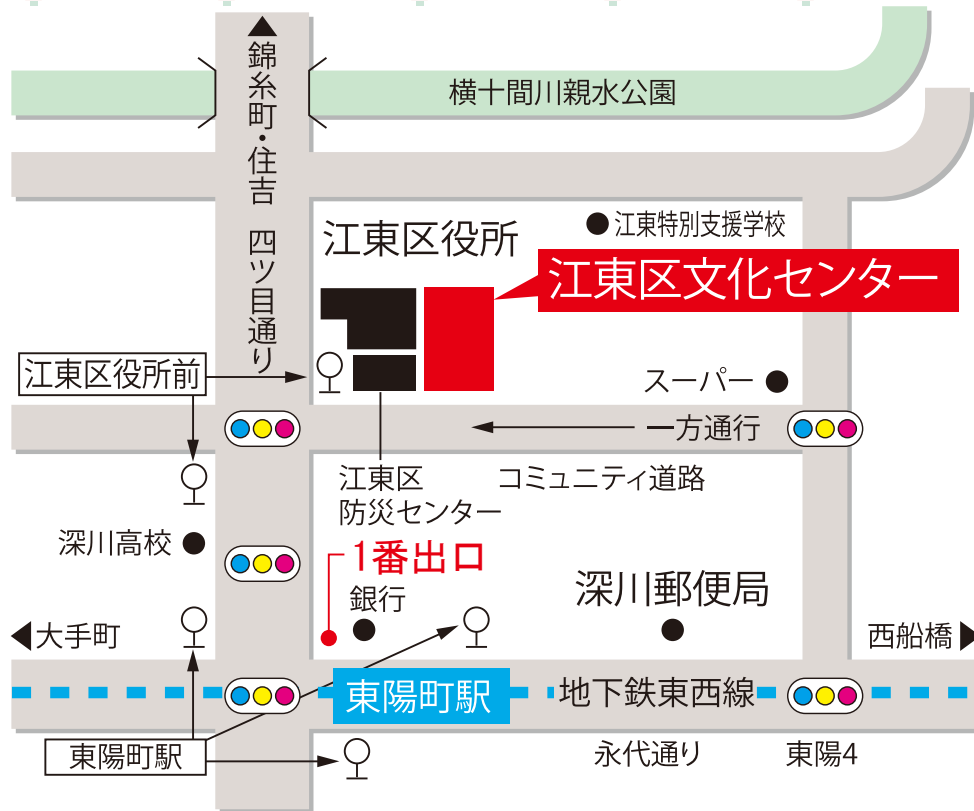 錦糸町・住吉
四ツ目通り
横十間川親水公園
江東区役所
江東特別支援学校
江東区文化センター
江東区役所前
スーパー
一方通行
江東区
防災センター
コミュニティ道路
深川高校
1番出口
銀行
深川郵便局
大手町
西船橋
東陽町駅
地下鉄東西線
東陽町駅
永代通り
東陽4